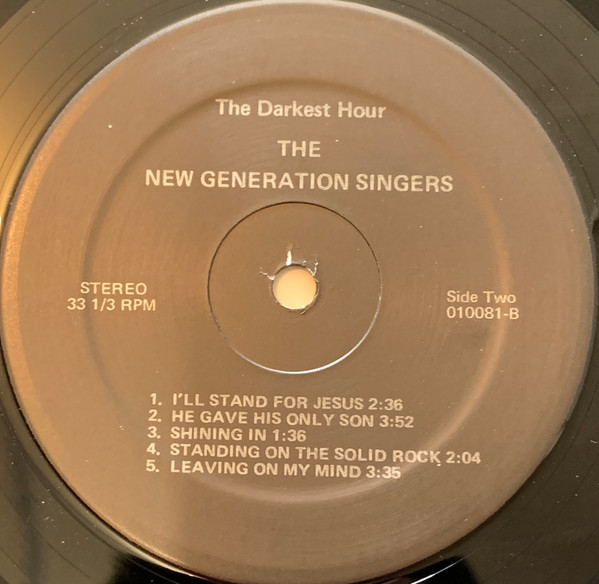 The Darkest Hour
THE
NEW GENERATION SINGERS
STEREO
33 1/3 RPM
Side Two
010081-B
1. I'LL STAND FOR JESUS 2:36
2. HE GAVE HIS ONLY SON 3:52
3. SHINING IN 1:36
4. STANDING ON THE SOLID ROCK 2:04
5. LEAVING ON MY MIND 3:35